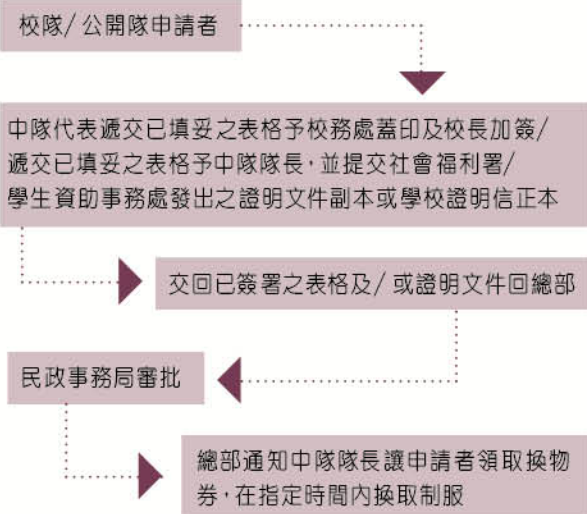 校隊/公開隊申請者
中隊代表遞交已填妥之表格予校務處蓋印及校長加簽/
遞交已填妥之表格予中隊隊長，並提交社會福利署/
學生資助事務處發出之證明文件副本或學校證明信正本
交回已簽署之表格及/或證明文件回總部
民政事務局審批
總部通知中隊隊長讓申請者領取換物
券，在指定時間內換取制服